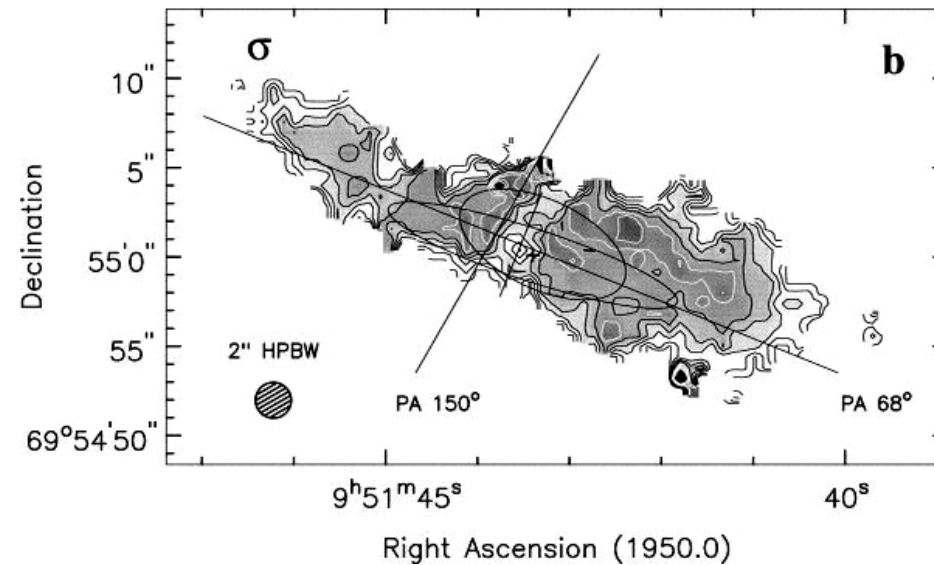 σ
b
10"
5"
55'0"
55"
69°54'50"
Declination
2" HPBW
PA 150°
PA 68°
9ʰ51ᵐ45ˢ
40ˢ
Right Ascension (1950.0)